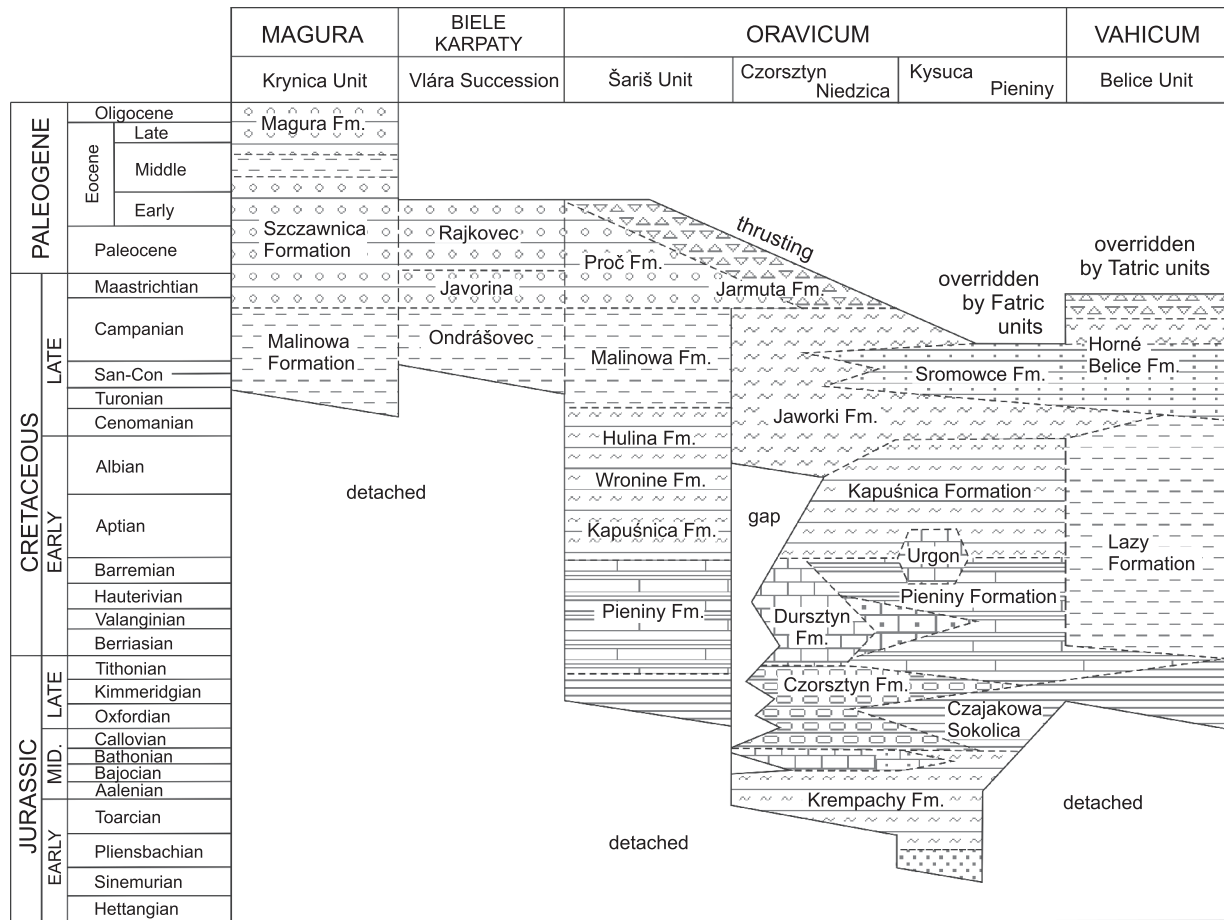 MAGURA
BIELE
KARPATY
ORAVICUM
VAHICUM
Krynica Unit
Vlára Succession
Šariš Unit
Czorsztyn
Niedzica
Kysuca
Pieniny
Belice Unit
PALEOGENE
Oligocene
Eocene
Late
Middle
Early
Paleocene
CRETACEOUS
LATE
Maastrichtian
Campanian
San-Con
Turonian
Cenomanian
EARLY
Albian
Aptian
Barremian
Hauterivian
Valanginian
Berriasian
JURASSIC
LATE
Tithonian
Kimmeridgian
Oxfordian
MID.
Callovian
Bathonian
Bajocian
Aalenian
EARLY
Toarcian
Pliensbachian
Sinemurian
Hettangian
Magura Fm.
Szczawnica
Formation
Malinowa
Formation
Rajkovec
Javorina
Ondrášovec
detached
Proč Fm.
Jarmuta Fm.
thrusting
Malinowa Fm.
Hulina Fm.
Wronine Fm.
Kapuśnica Fm.
Pieniny Fm.
detached
overridden
by Fatric
units
overridden
by Tatric units
Horné
Belice Fm.
Sromowce Fm.
Jaworki Fm.
gap
Kapuśnica Formation
Urgon
Pieniny Formation
Dursztyn
Fm.
Lazy
Formation
Czorsztyn Fm.
Czajakowa
Sokolica
Krempachy Fm.
detached